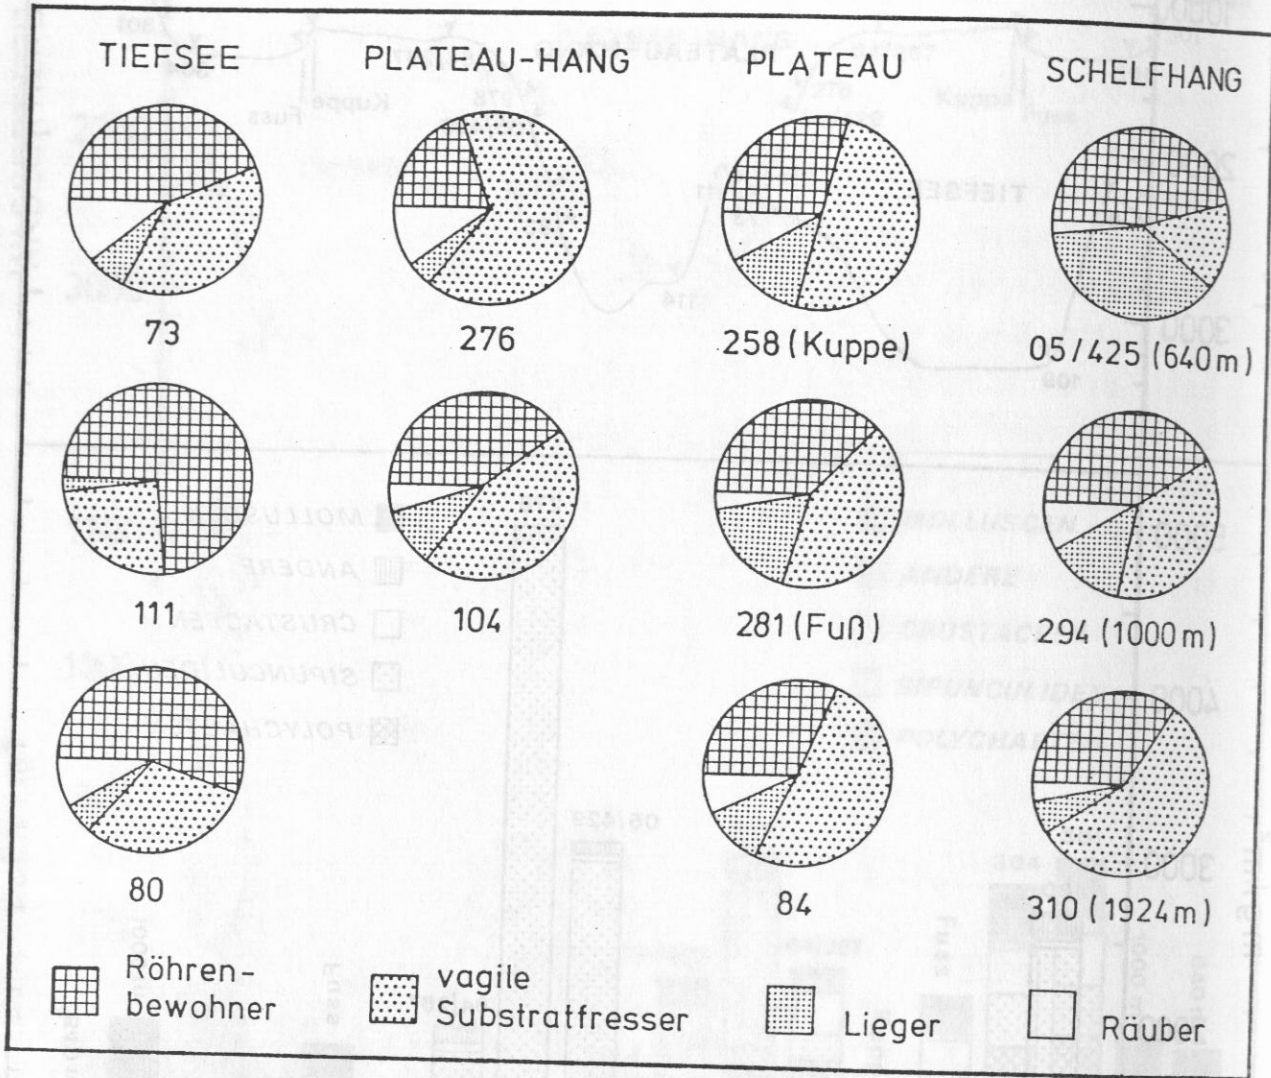 TIEFSEE
PLATEAU-HANG
PLATEAU
SCHELFHANG
73
276
258 (Kuppe)
05/425 (640m)
111
104
281 (Fuß)
294 (1000m)
80
84
310 (1924m)
Röhren-
bewohner
vagile
Substratfresser
Lieger
Räuber